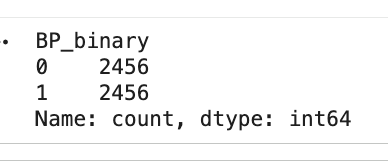 BP_binary
0    2456
1    2456
Name: count, dtype: int64